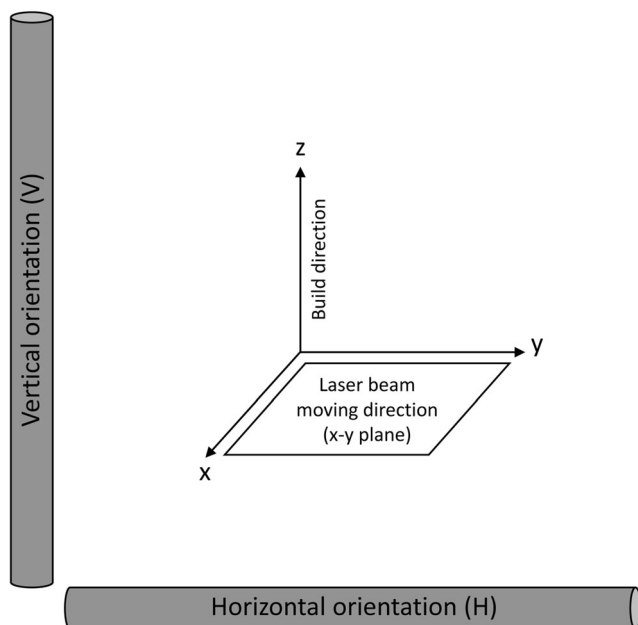 Vertical orientation (V)
z
Build direction
y
Laser beam
moving direction
(x-y plane)
x
Horizontal orientation (H)